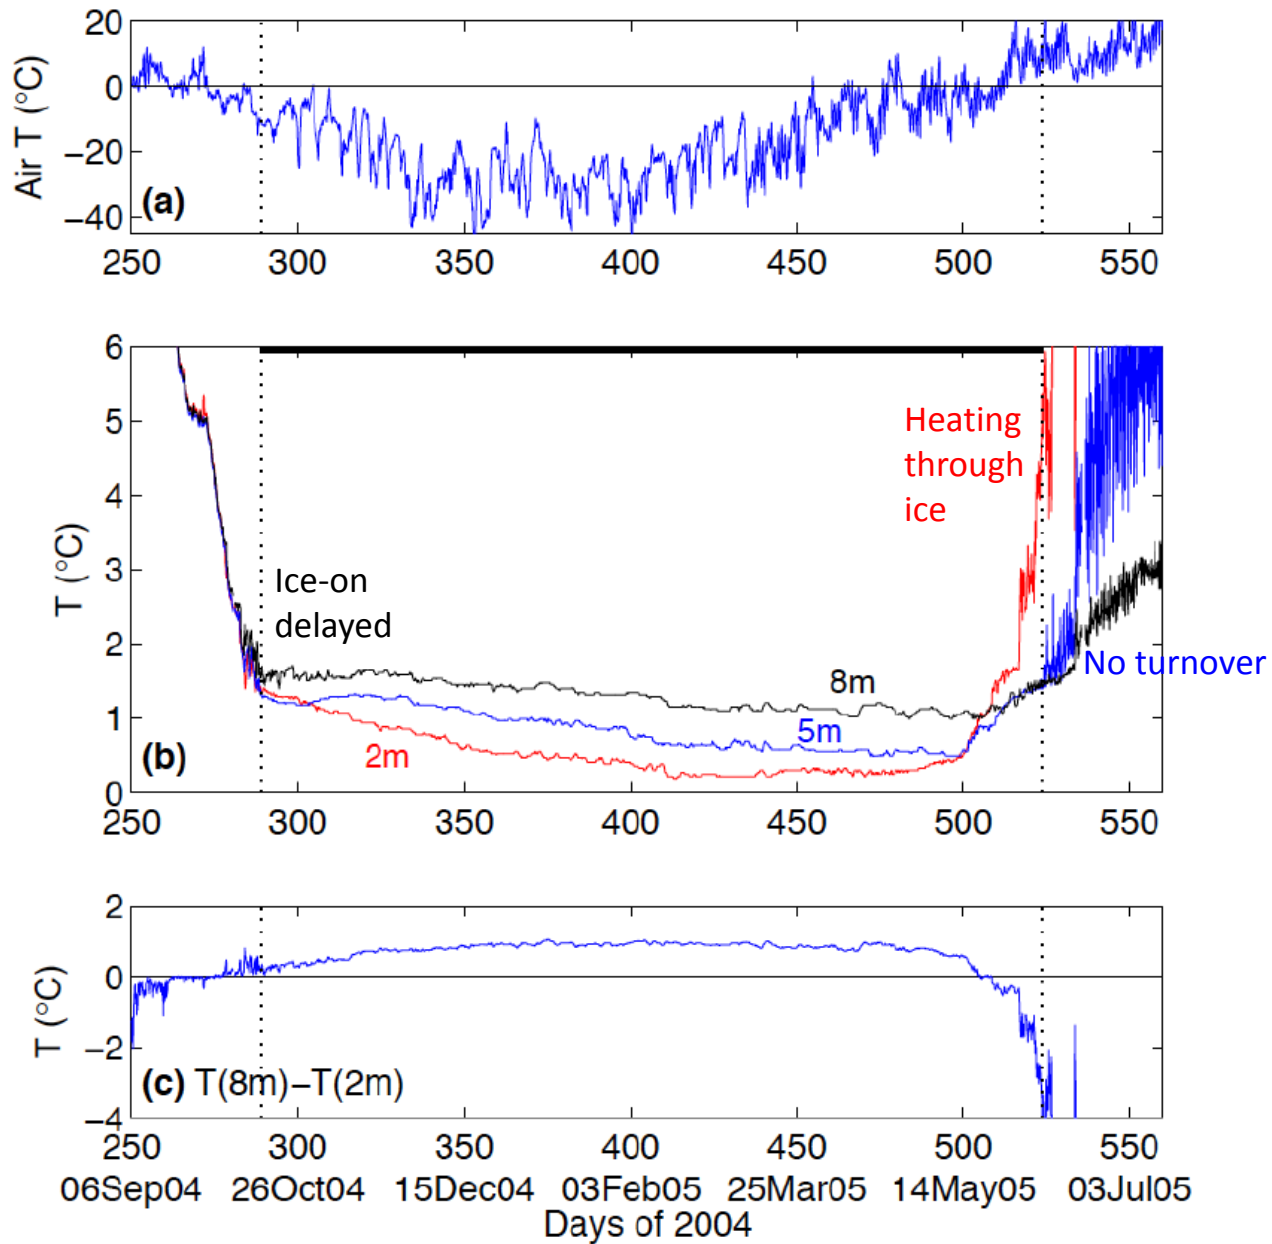 20
0
−20
−40
Air T (°C)
(a)
250 300 350 400 450 500 550
6
5
4
3
2
1
0
T (°C)
Heating
through
ice
Ice-on
delayed
8m
No turnover
5m
2m
(b)
250 300 350 400 450 500 550
2
0
−2
−4
T (°C)
(c) T(8m)−T(2m)
250 300 350 400 450 500 550
06Sep04 26Oct04 15Dec04 03Feb05 25Mar05 14May05 03Jul05
Days of 2004